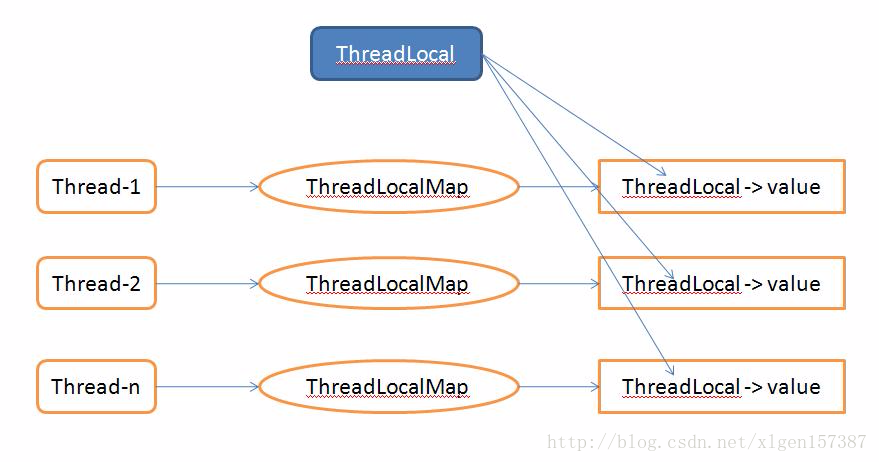 ThreadLocal
Thread-1 ThreadLocalMap ThreadLocal -> value
Thread-2 ThreadLocalMap ThreadLocal -> value
Thread-n ThreadLocalMap ThreadLocal -> value
http://blog.csdn.net/xlgen157387